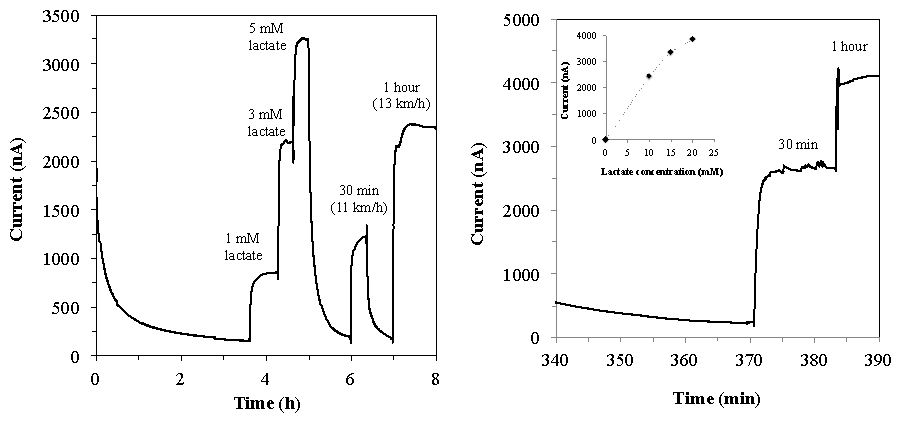 3500
3000
2500
2000
1500
1000
500
0
Current (nA)
0
2
4
6
8
Time (h)
1 mM
lactate
3 mM
lactate
5 mM
lactate
30 min
(11 km/h)
1 hour
(13 km/h)
5000
4000
3000
2000
1000
0
Current (nA)
340
350
360
370
380
390
Time (min)
30 min
1 hour
4000
3000
2000
1000
0
Current (nA)
0
5
10
15
20
25
Lactate concentration (mM)